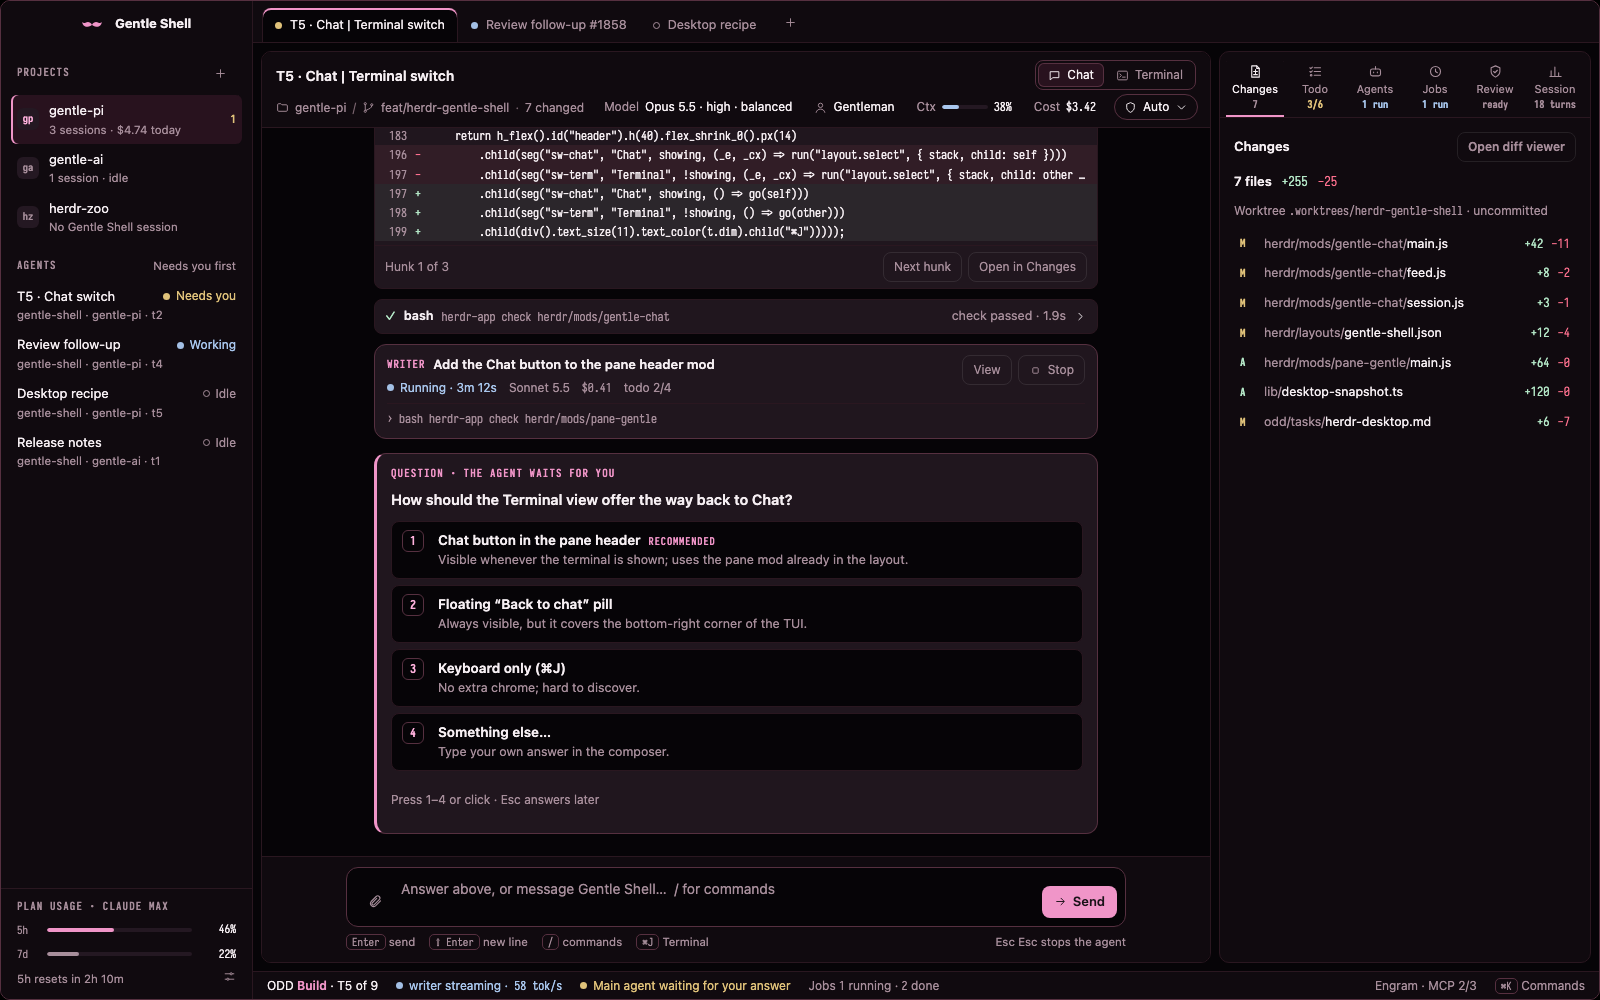 Gentle Shell
PROJECTS
gp
gentle-pi
3 sessions · $4.74 today
1
ga
gentle-ai
1 session · idle
hz
herdr-zoo
No Gentle Shell session
AGENTS
Needs you first
T5 · Chat switch
Needs you
gentle-shell · gentle-pi · t2
Review follow-up
Working
gentle-shell · gentle-pi · t4
Desktop recipe
Idle
gentle-shell · gentle-pi · t5
Release notes
Idle
gentle-shell · gentle-ai · t1
PLAN USAGE · CLAUDE MAX
5h
46%
7d
22%
5h resets in 2h 10m
T5 · Chat | Terminal switch
Review follow-up #1858
Desktop recipe
T5 · Chat | Terminal switch
Chat
Terminal
gentle-pi / feat/herdr-gentle-shell · 7 changed
Model Opus 5.5 · high · balanced
Gentleman
Ctx 38%
Cost $3.42
Auto
183 return h_flex().id("header").h(40).flex_shrink_0().px(14)
196 - .child(seg("sw-chat", "Chat", showing, (_e, _cx) => run("layout.select", { stack, child: self })))
197 - .child(seg("sw-term", "Terminal", !showing, (_e, _cx) => run("layout.select", { stack, child: other …
197 + .child(seg("sw-chat", "Chat", showing, () => go(self)))
198 + .child(seg("sw-term", "Terminal", !showing, () => go(other)))
199 + .child(div().text_size(11).text_color(t.dim).child("⌘J")))));
Hunk 1 of 3
Next hunk
Open in Changes
bash herdr-app check herdr/mods/gentle-chat
check passed · 1.9s
WRITER Add the Chat button to the pane header mod
View
Stop
Running · 3m 12s Sonnet 5.5 $0.41 todo 2/4
› bash herdr-app check herdr/mods/pane-gentle
QUESTION · THE AGENT WAITS FOR YOU
How should the Terminal view offer the way back to Chat?
1
Chat button in the pane header RECOMMENDED
Visible whenever the terminal is shown; uses the pane mod already in the layout.
2
Floating “Back to chat” pill
Always visible, but it covers the bottom-right corner of the TUI.
3
Keyboard only (⌘J)
No extra chrome; hard to discover.
4
Something else...
Type your own answer in the composer.
Press 1–4 or click · Esc answers later
Answer above, or message Gentle Shell... / for commands
Send
Enter send
⇧ Enter new line
/ commands
⌘J Terminal
Esc Esc stops the agent
Changes
7
Todo
3/6
Agents
1 run
Jobs
1 run
Review
ready
Session
18 turns
Changes
Open diff viewer
7 files +255 −25
Worktree .worktrees/herdr-gentle-shell · uncommitted
M herdr/mods/gentle-chat/main.js +42 −11
M herdr/mods/gentle-chat/feed.js +8 −2
M herdr/mods/gentle-chat/session.js +3 −1
M herdr/layouts/gentle-shell.json +12 −4
A herdr/mods/pane-gentle/main.js +64 −0
A lib/desktop-snapshot.ts +120 −0
M odd/tasks/herdr-desktop.md +6 −7
ODD Build · T5 of 9
writer streaming · 58 tok/s
Main agent waiting for your answer
Jobs 1 running · 2 done
Engram · MCP 2/3
⌘K Commands